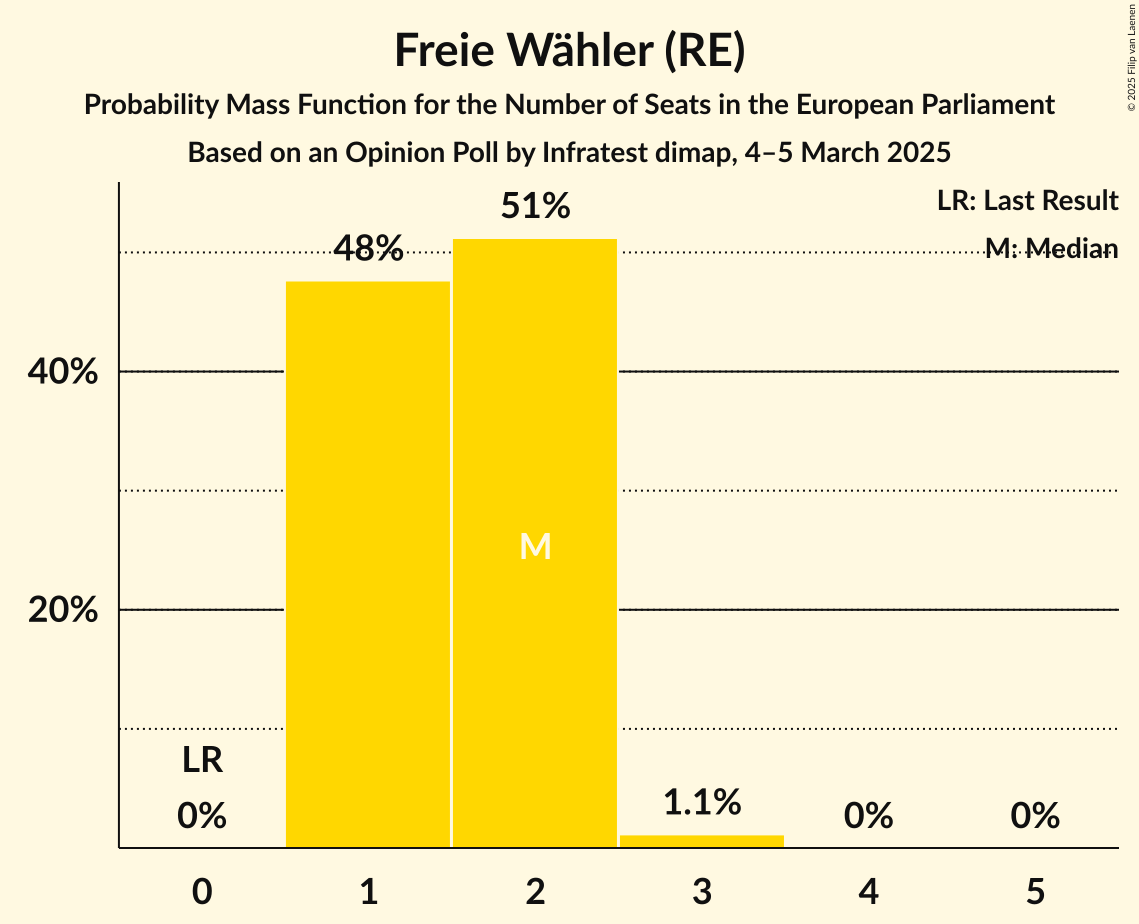 Freie Wähler (RE)
Probability Mass Function for the Number of Seats in the European Parliament
Based on an Opinion Poll by Infratest dimap, 4–5 March 2025
© 2025 Filip van Laenen
LR: Last Result
M: Median
51%
48%
40%
M
20%
LR
0%
1.1%
0%
0%
0 1 2 3 4 5